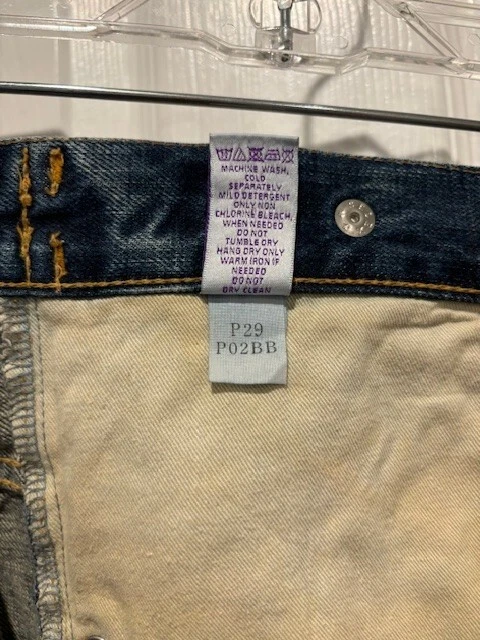 MACHINE WASH,
COLD
SEPARATELY
MILD DETERGENT
ONLY NON
CHLORINE BLEACH,
WHEN NEEDED
DO NOT
TUMBLE DRY
HANG DRY ONLY
WARM IRON IF
NEEDED
DO NOT
DRY CLEAN
P29
P02BB